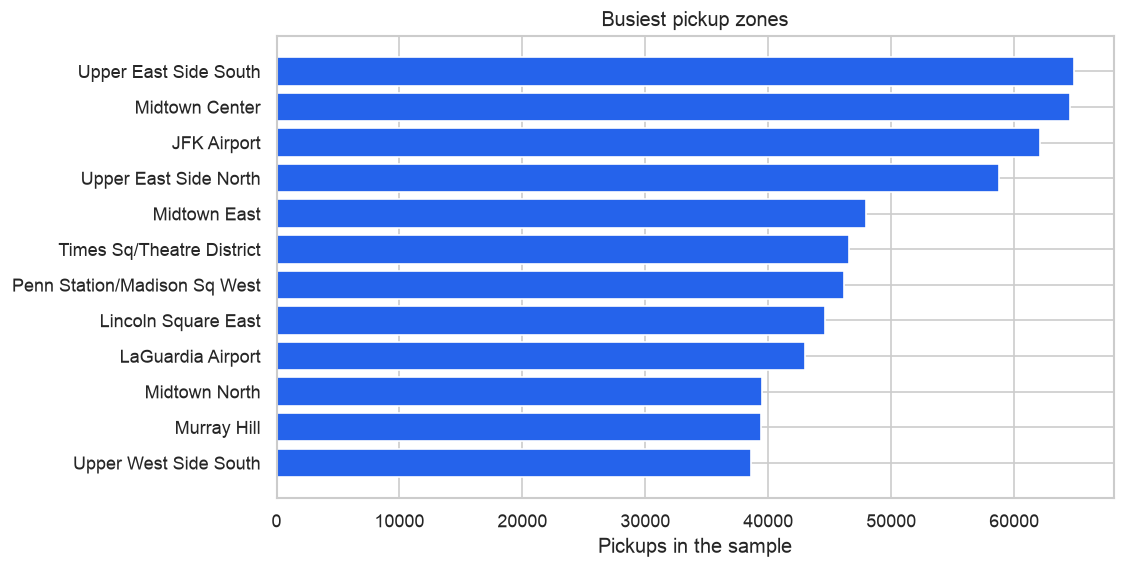 Busiest pickup zones
Upper East Side South
Midtown Center
JFK Airport
Upper East Side North
Midtown East
Times Sq/Theatre District
Penn Station/Madison Sq West
Lincoln Square East
LaGuardia Airport
Midtown North
Murray Hill
Upper West Side South
0 10000 20000 30000 40000 50000 60000
Pickups in the sample